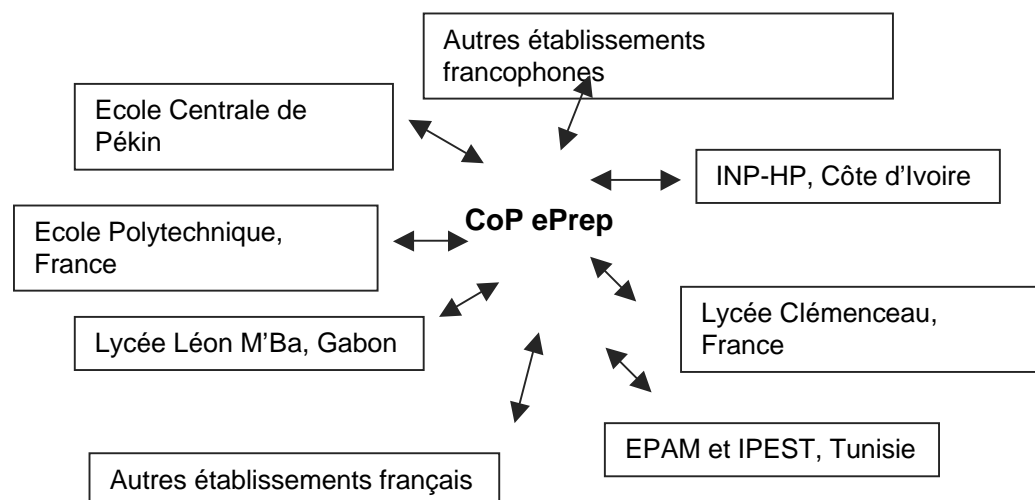 Autres établissements
francophones
Ecole Centrale de
Pékin
INP-HP, Côte d'Ivoire
CoP ePrep
Ecole Polytechnique,
France
Lycée Clémenceau,
France
Lycée Léon M'Ba, Gabon
EPAM et IPEST, Tunisie
Autres établissements français